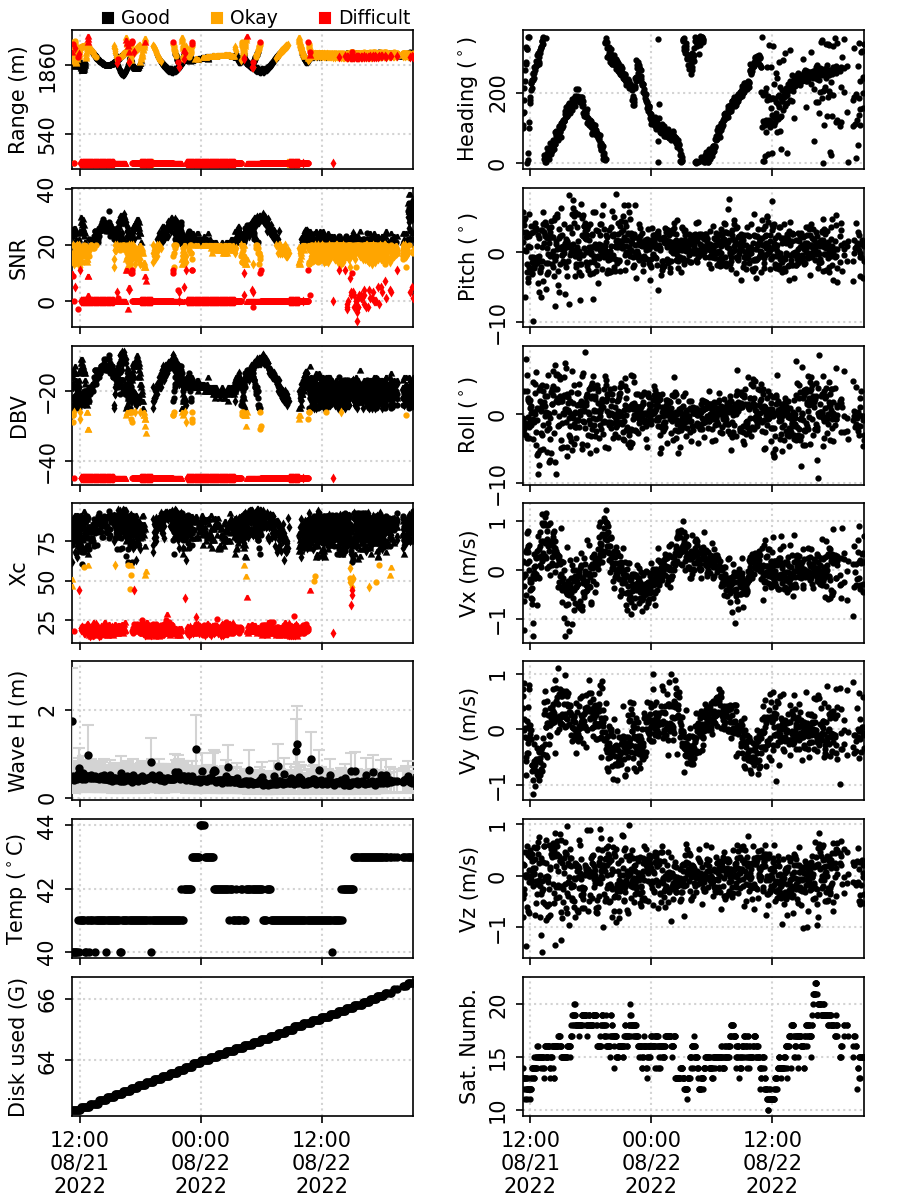 Good Okay Difficult
Range (m)
1860
540
Heading (°)
200
0
SNR
40
20
0
Pitch (°)
0
−10
DBV
−20
−40
Roll (°)
0
−10
Xc
75
50
25
Vx (m/s)
1
0
−1
Wave H (m)
2
0
Vy (m/s)
1
0
−1
Temp (°C)
44
42
40
Vz (m/s)
1
0
−1
Disk used (G)
66
64
Sat. Numb.
20
15
10
12:00 00:00 12:00
08/21 08/22 08/22
2022 2022 2022
12:00 00:00 12:00
08/21 08/22 08/22
2022 2022 2022